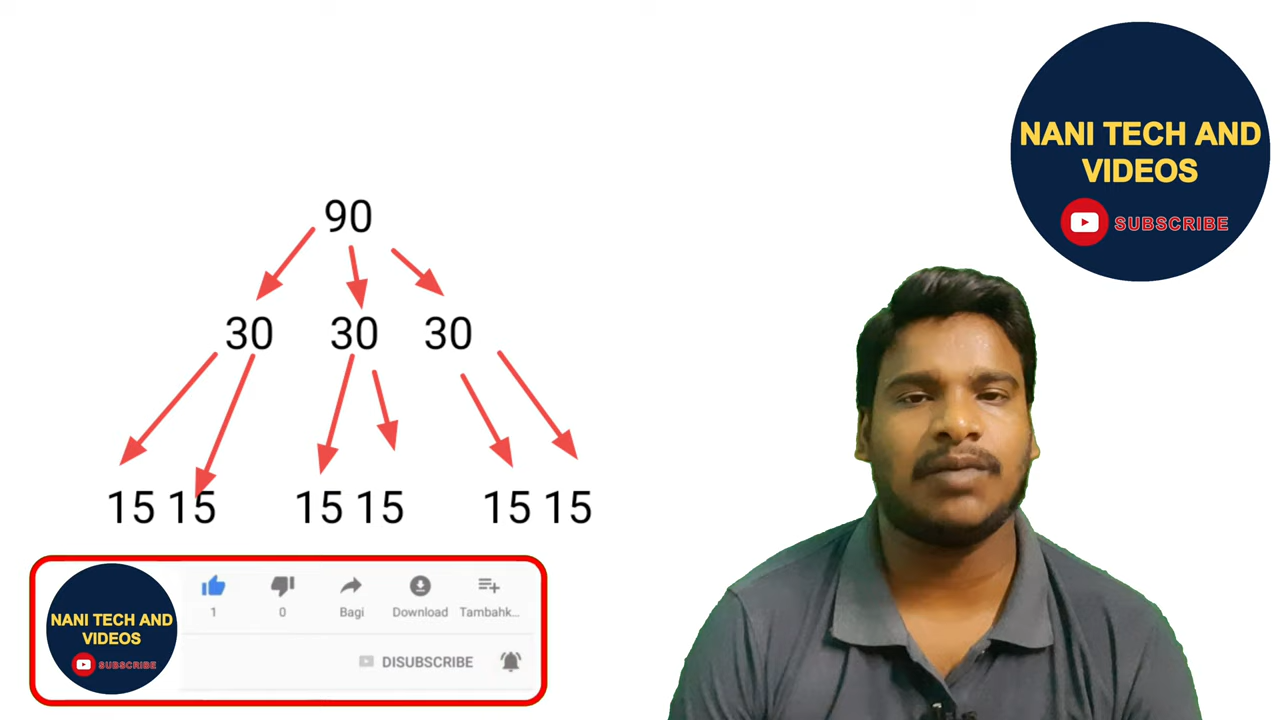 NANI TECH AND
VIDEOS
SUBSCRIBE
90
30 30 30
15 15 15 15 15 15
NANI TECH AND
VIDEOS
SUBSCRIBE
1 0 Bagi Download Tambahk...
DISUBSCRIBE